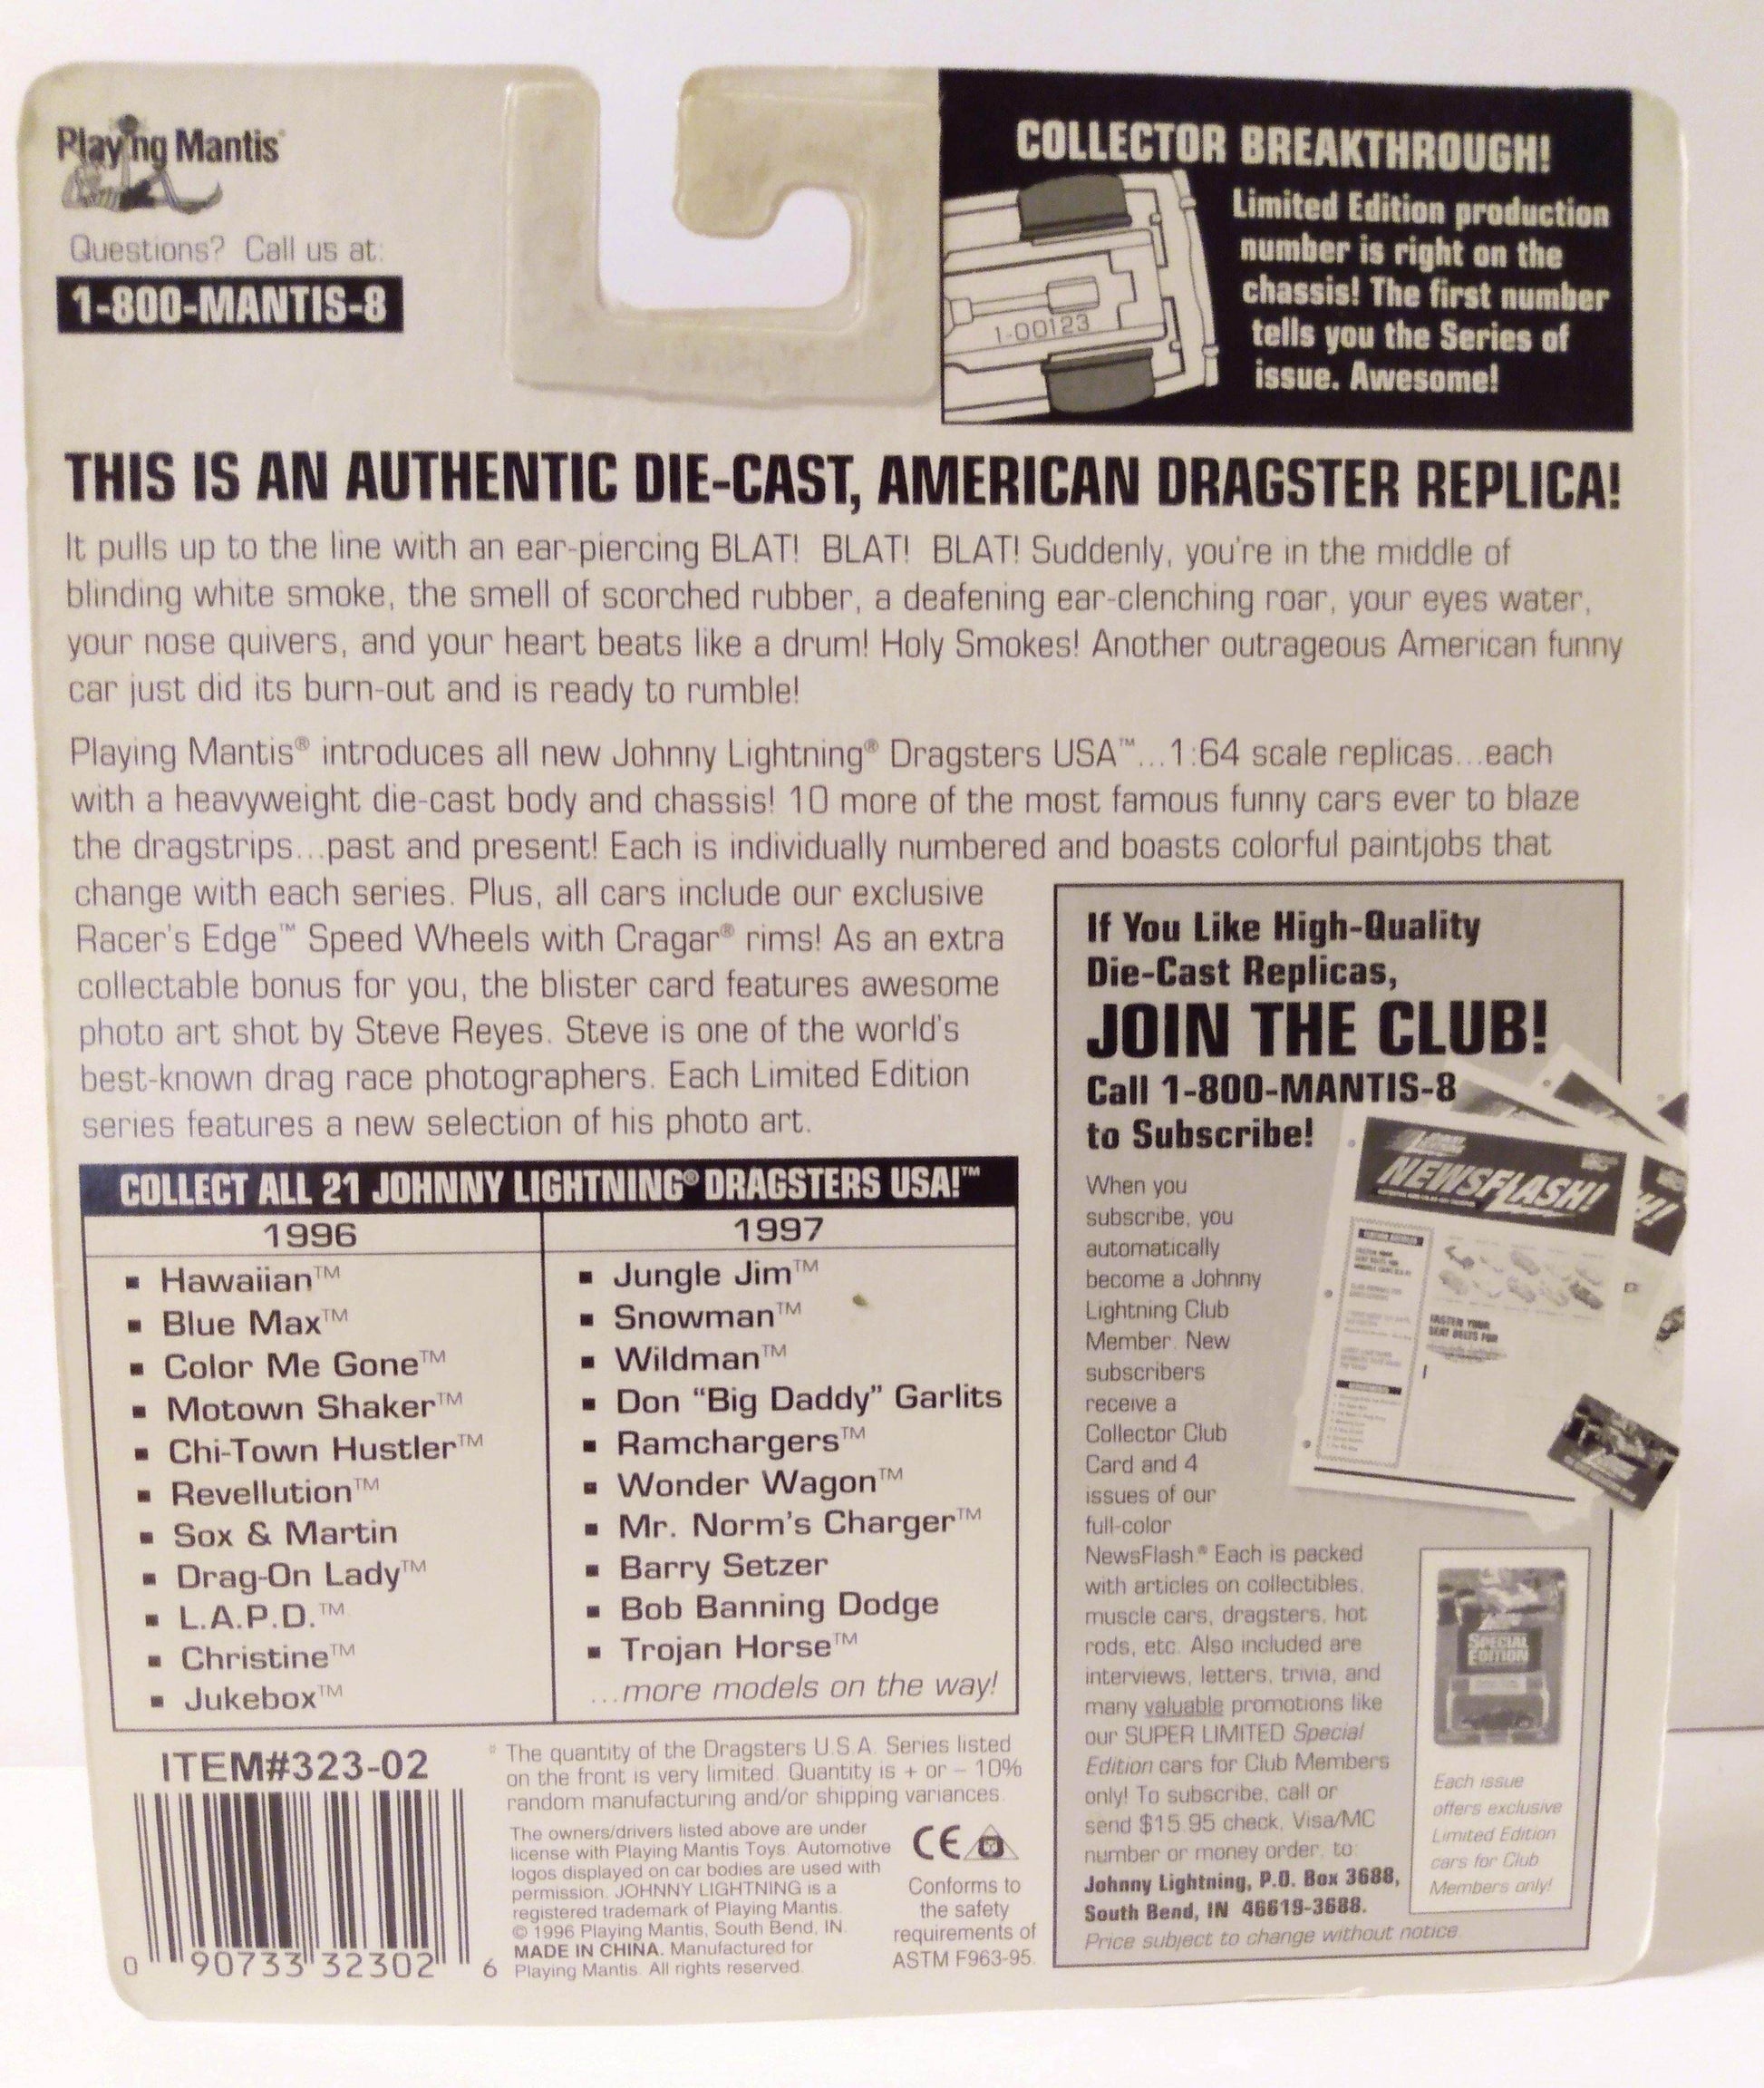 Playing Mantis®
Questions? Call us at:
1-800-MANTIS-8
COLLECTOR BREAKTHROUGH!
Limited Edition production
number is right on the
chassis! The first number
tells you the Series of
issue. Awesome!
1-00123
THIS IS AN AUTHENTIC DIE-CAST, AMERICAN DRAGSTER REPLICA!
It pulls up to the line with an ear-piercing BLAT! BLAT! BLAT! Suddenly, you're in the middle of
blinding white smoke, the smell of scorched rubber, a deafening ear-clenching roar, your eyes water,
your nose quivers, and your heart beats like a drum! Holy Smokes! Another outrageous American funny
car just did its burn-out and is ready to rumble!
Playing Mantis® introduces all new Johnny Lightning® Dragsters USA™...1:64 scale replicas...each
with a heavyweight die-cast body and chassis! 10 more of the most famous funny cars ever to blaze
the dragstrips...past and present! Each is individually numbered and boasts colorful paintjobs that
change with each series. Plus, all cars include our exclusive
Racer's Edge™ Speed Wheels with Cragar® rims! As an extra
collectable bonus for you, the blister card features awesome
photo art shot by Steve Reyes. Steve is one of the world's
best-known drag race photographers. Each Limited Edition
series features a new selection of his photo art.
COLLECT ALL 21 JOHNNY LIGHTNING® DRAGSTERS USA!™
1996
▪ Hawaiian™
▪ Blue Max™
▪ Color Me Gone™
▪ Motown Shaker™
▪ Chi-Town Hustler™
▪ Revellution™
▪ Sox & Martin
▪ Drag-On Lady™
▪ L.A.P.D.™
▪ Christine™
▪ Jukebox™
1997
▪ Jungle Jim™
▪ Snowman™
▪ Wildman™
▪ Don “Big Daddy” Garlits
▪ Ramchargers™
▪ Wonder Wagon™
▪ Mr. Norm's Charger™
▪ Barry Setzer
▪ Bob Banning Dodge
▪ Trojan Horse™
...more models on the way!
ITEM#323-02
0 90733 32302 6
* The quantity of the Dragsters U.S.A. Series listed
on the front is very limited. Quantity is + or – 10%
random manufacturing and/or shipping variances.
The owners/drivers listed above are under
license with Playing Mantis Toys. Automotive
logos displayed on car bodies are used with
permission. JOHNNY LIGHTNING is a
registered trademark of Playing Mantis.
© 1996 Playing Mantis, South Bend, IN.
MADE IN CHINA. Manufactured for
Playing Mantis. All rights reserved.
CE
Conforms to
the safety
requirements of
ASTM F963-95.
If You Like High-Quality
Die-Cast Replicas,
JOIN THE CLUB!
Call 1-800-MANTIS-8
to Subscribe!
When you
subscribe, you
automatically
become a Johnny
Lightning Club
Member. New
subscribers
receive a
Collector Club
Card and 4
issues of our
full-color
NewsFlash.® Each is packed
with articles on collectibles,
muscle cars, dragsters, hot
rods, etc. Also included are
interviews, letters, trivia, and
many valuable promotions like
our SUPER LIMITED Special
Edition cars for Club Members
only! To subscribe, call or
send $15.95 check, Visa/MC
number or money order, to:
Johnny Lightning, P.O. Box 3688,
South Bend, IN 46619-3688.
Price subject to change without notice.
NEWSFLASH!
FASTEN YOUR
SEAT BELTS FOR
SPECIAL
EDITION
Each issue
offers exclusive
Limited Edition
cars for Club
Members only!